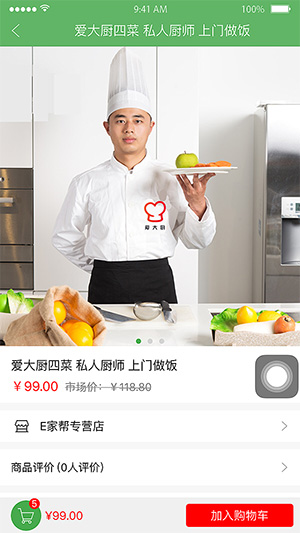 9:41 AM
100%
爱大厨四菜 私人厨师 上门做饭
爱大厨
爱大厨四菜 私人厨师 上门做饭
￥99.00 市场价：￥118.80
E家帮专营店
商品评价 (0人评价)
5
¥99.00
加入购物车